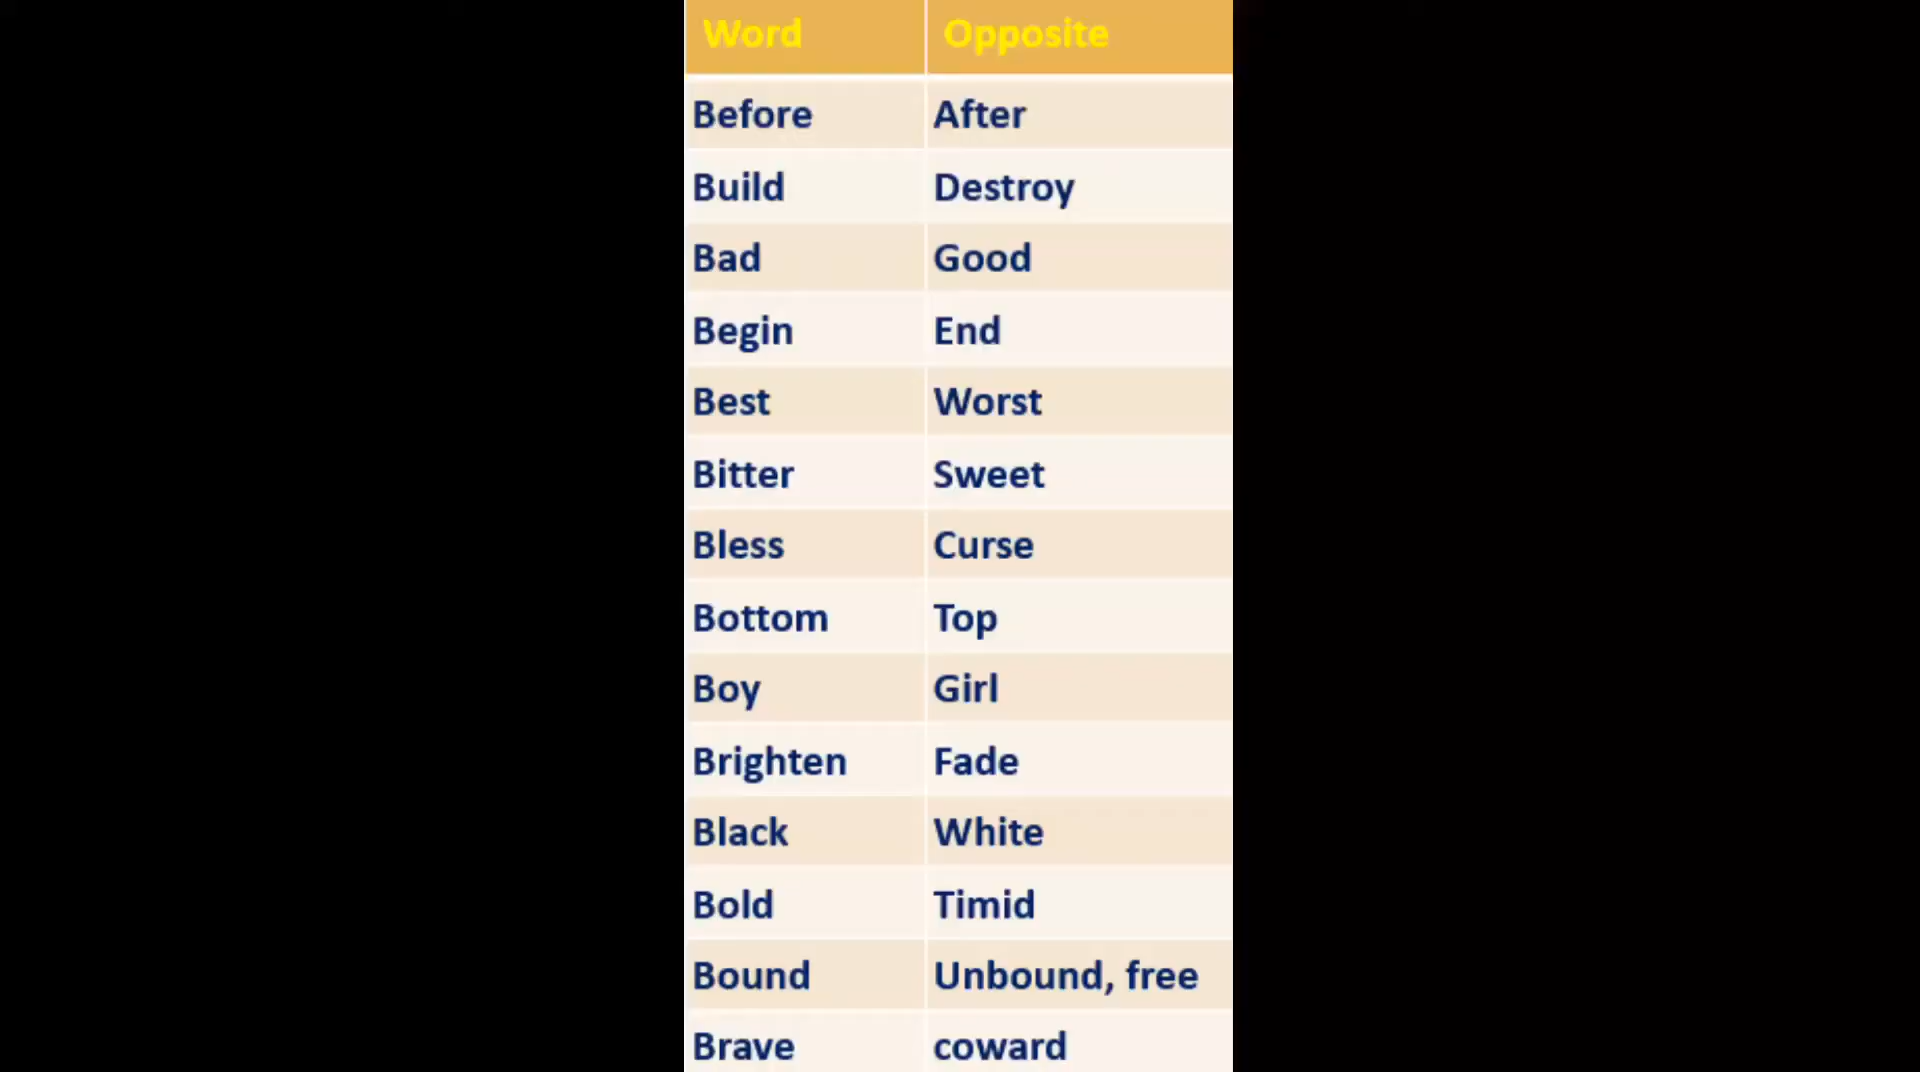 Word Opposite
Before After
Build Destroy
Bad Good
Begin End
Best Worst
Bitter Sweet
Bless Curse
Bottom Top
Boy Girl
Brighten Fade
Black White
Bold Timid
Bound Unbound, free
Brave coward